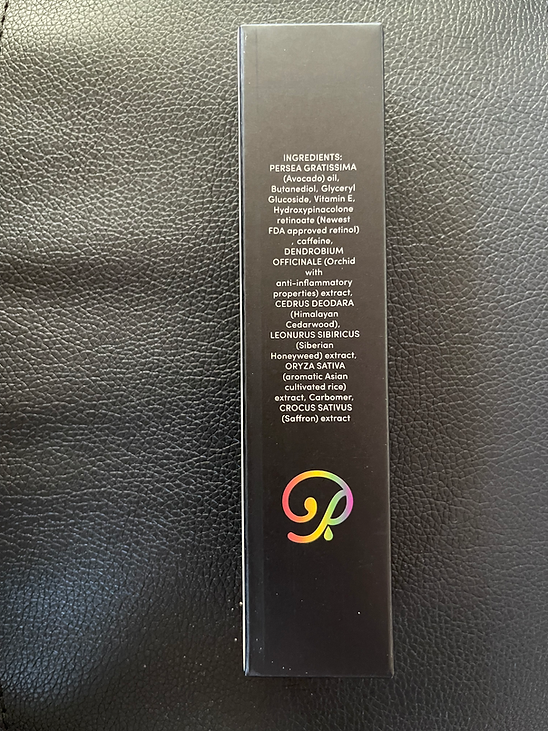 INGREDIENTS:
PERSEA GRATISSIMA
(Avocado) oil,
Butanediol, Glyceryl
Glucoside, Vitamin E,
Hydroxypinacolone
retinoate (Newest
FDA approved retinol)
, caffeine,
DENDROBIUM
OFFICINALE (Orchid
with
anti-inflammatory
properties) extract,
CEDRUS DEODARA
(Himalayan
Cedarwood),
LEONURUS SIBIRICUS
(Siberian
Honeyweed) extract,
ORYZA SATIVA
(aromatic Asian
cultivated rice)
extract, Carbomer,
CROCUS SATIVUS
(Saffron) extract